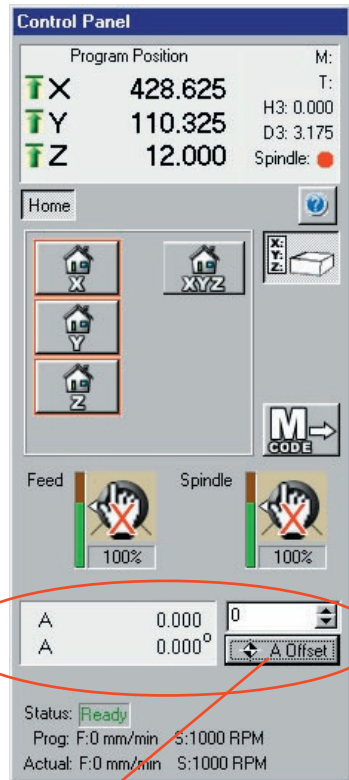 Control Panel
Program Position M:
X 428.625 T:
Y 110.325 H3: 0.000
D3: 3.175
Z 12.000 Spindle:
Home
X
XYZ
X:
Y:
Z:
Y
Z
M
CODE
Feed Spindle
100% 100%
A 0.000 0
A 0.000° A Offset
Status: Ready
Prog: F:0 mm/min S:1000 RPM
Actual: F:0 mm/min S:1000 RPM